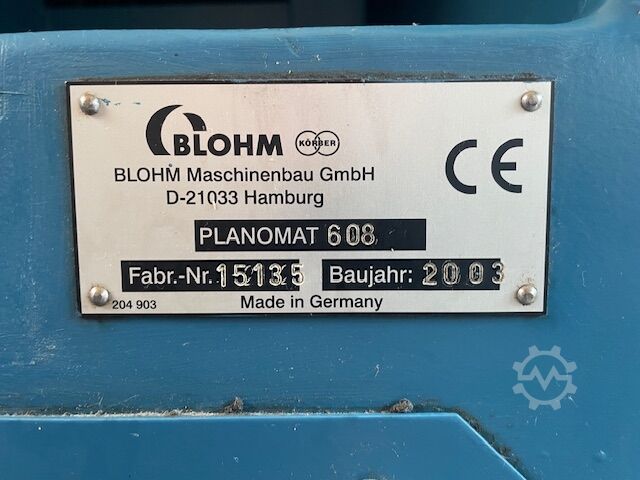 BLOHM KÖRBER
BLOHM Maschinenbau GmbH
D-21033 Hamburg
CE
PLANOMAT 608
Fabr.-Nr. 15135 Baujahr: 2003
204 903 Made in Germany